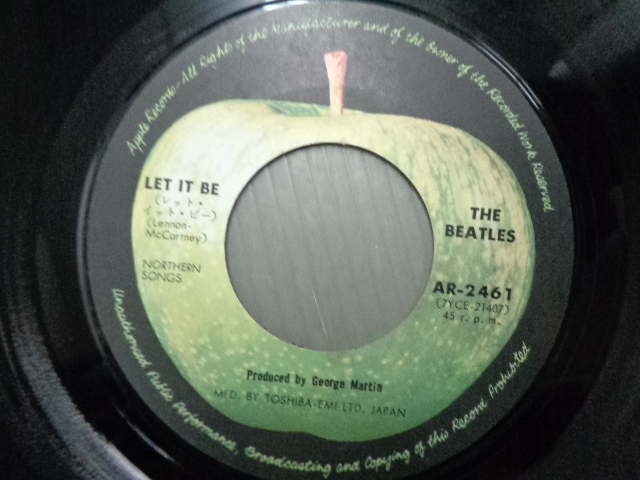 Apple Records-All Rights of the Manufacturer and of the Owner of the Recorded Work Reserved
LET IT BE
(レット・
イット・ビー)
(Lennon-
McCartney)
NORTHERN
SONGS
THE
BEATLES
AR-2461
(7YCE-21407)
45 r. p. m.
Produced by George Martin
MFD. BY TOSHIBA-EMI LTD. JAPAN
Unauthorised Public Performance, Broadcasting and Copying of this Record Prohibited